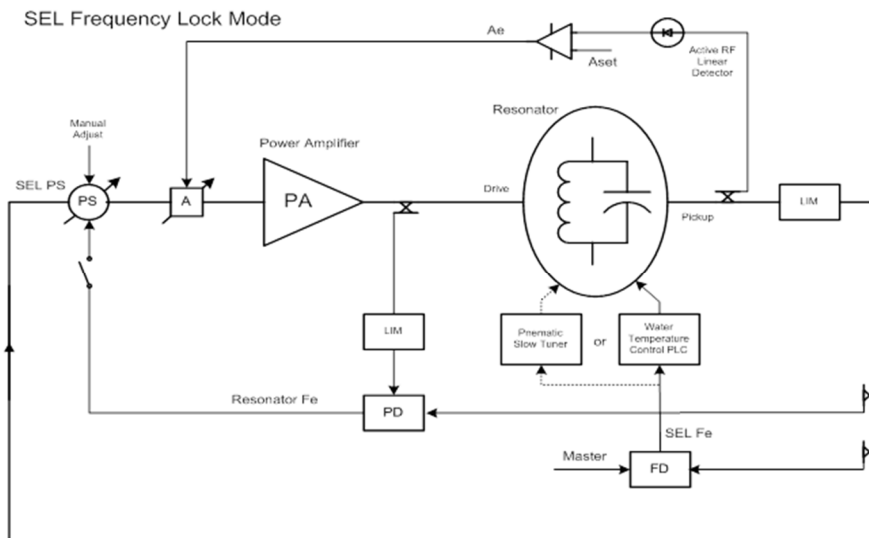 SEL Frequency Lock Mode
Ae
Aset
Active RF
Linear
Detector
Resonator
Manual
Adjust
Power Amplifier
SEL PS
PS
A
PA
Drive
Pickup
LIM
LIM
Pnematic
Slow Tuner
or
Water
Temperature
Control PLC
Resonator Fe
PD
SEL Fe
Master
FD